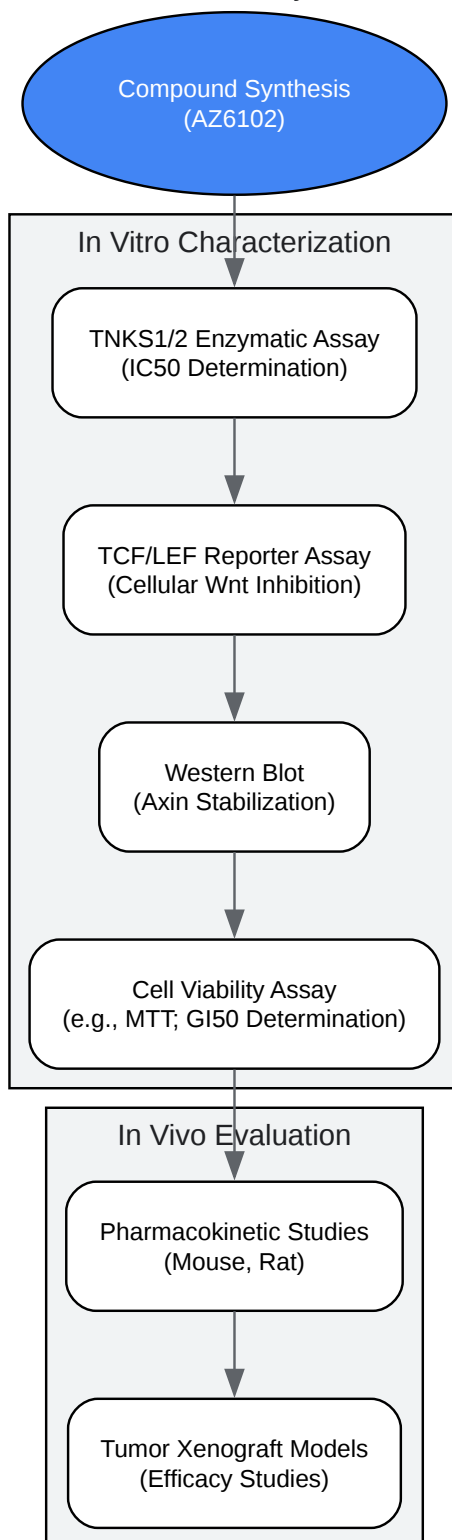 Compound Synthesis
(AZ6102)
In Vitro Characterization
TNKS1/2 Enzymatic Assay
(IC50 Determination)
TCF/LEF Reporter Assay
(Cellular Wnt Inhibition)
Western Blot
(Axin Stabilization)
Cell Viability Assay
(e.g., MTT; GI50 Determination)
In Vivo Evaluation
Pharmacokinetic Studies
(Mouse, Rat)
Tumor Xenograft Models
(Efficacy Studies)